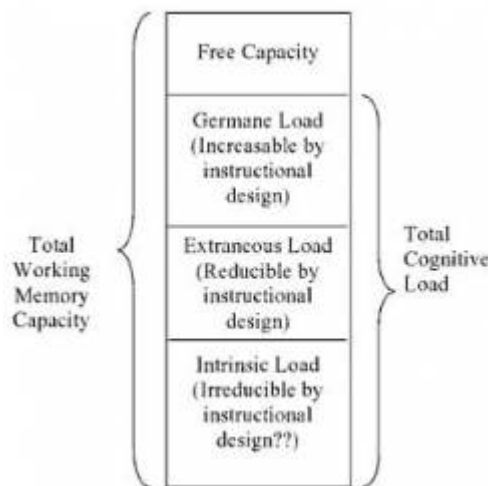 Free Capacity
Germane Load
(Increasable by
instructional
design)
Total
Working
Memory
Capacity
Extraneous Load
(Reducible by
instructional
design)
Total
Cognitive
Load
Intrinsic Load
(Irreducible by
instructional
design??)